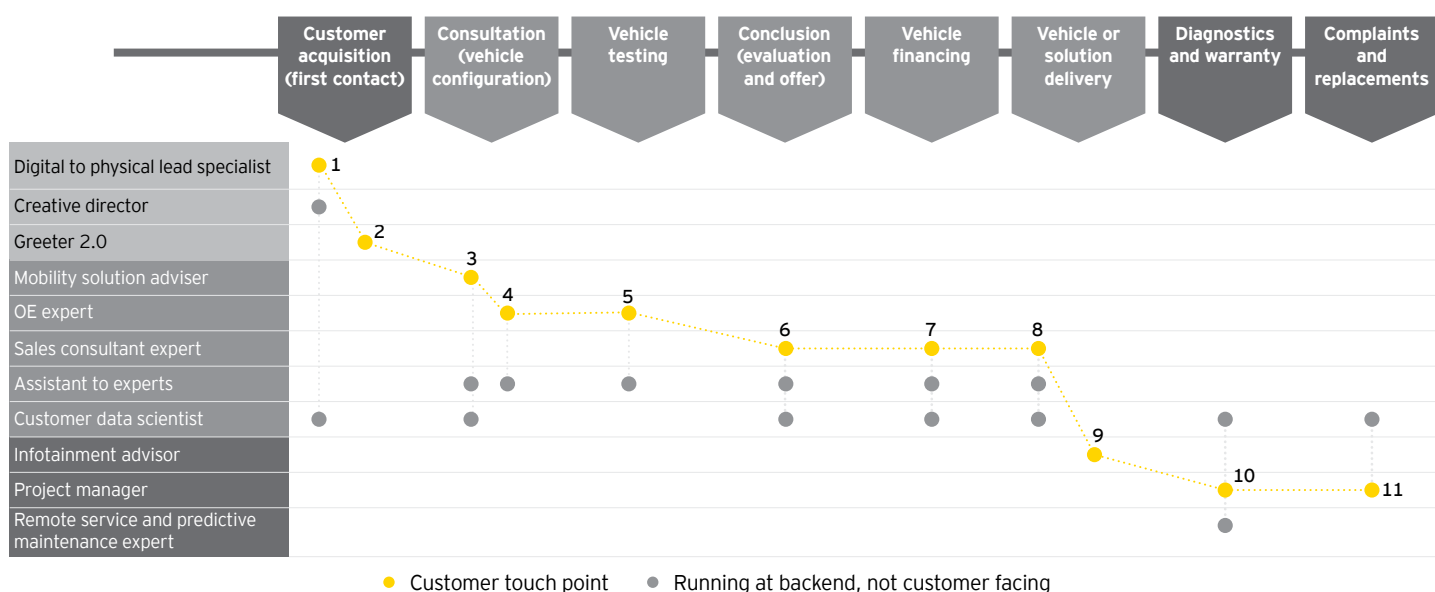 Customer
acquisition
(first contact)
Consultation
(vehicle
configuration)
Vehicle
testing
Conclusion
(evaluation
and offer)
Vehicle
financing
Vehicle or
solution
delivery
Diagnostics
and warranty
Complaints
and
replacements
Digital to physical lead specialist
1
Creative director
Greeter 2.0
2
Mobility solution adviser
3
OE expert
4
5
Sales consultant expert
6
7
8
Assistant to experts
Customer data scientist
Infotainment advisor
9
Project manager
10
11
Remote service and predictive
maintenance expert
Customer touch point
Running at backend, not customer facing